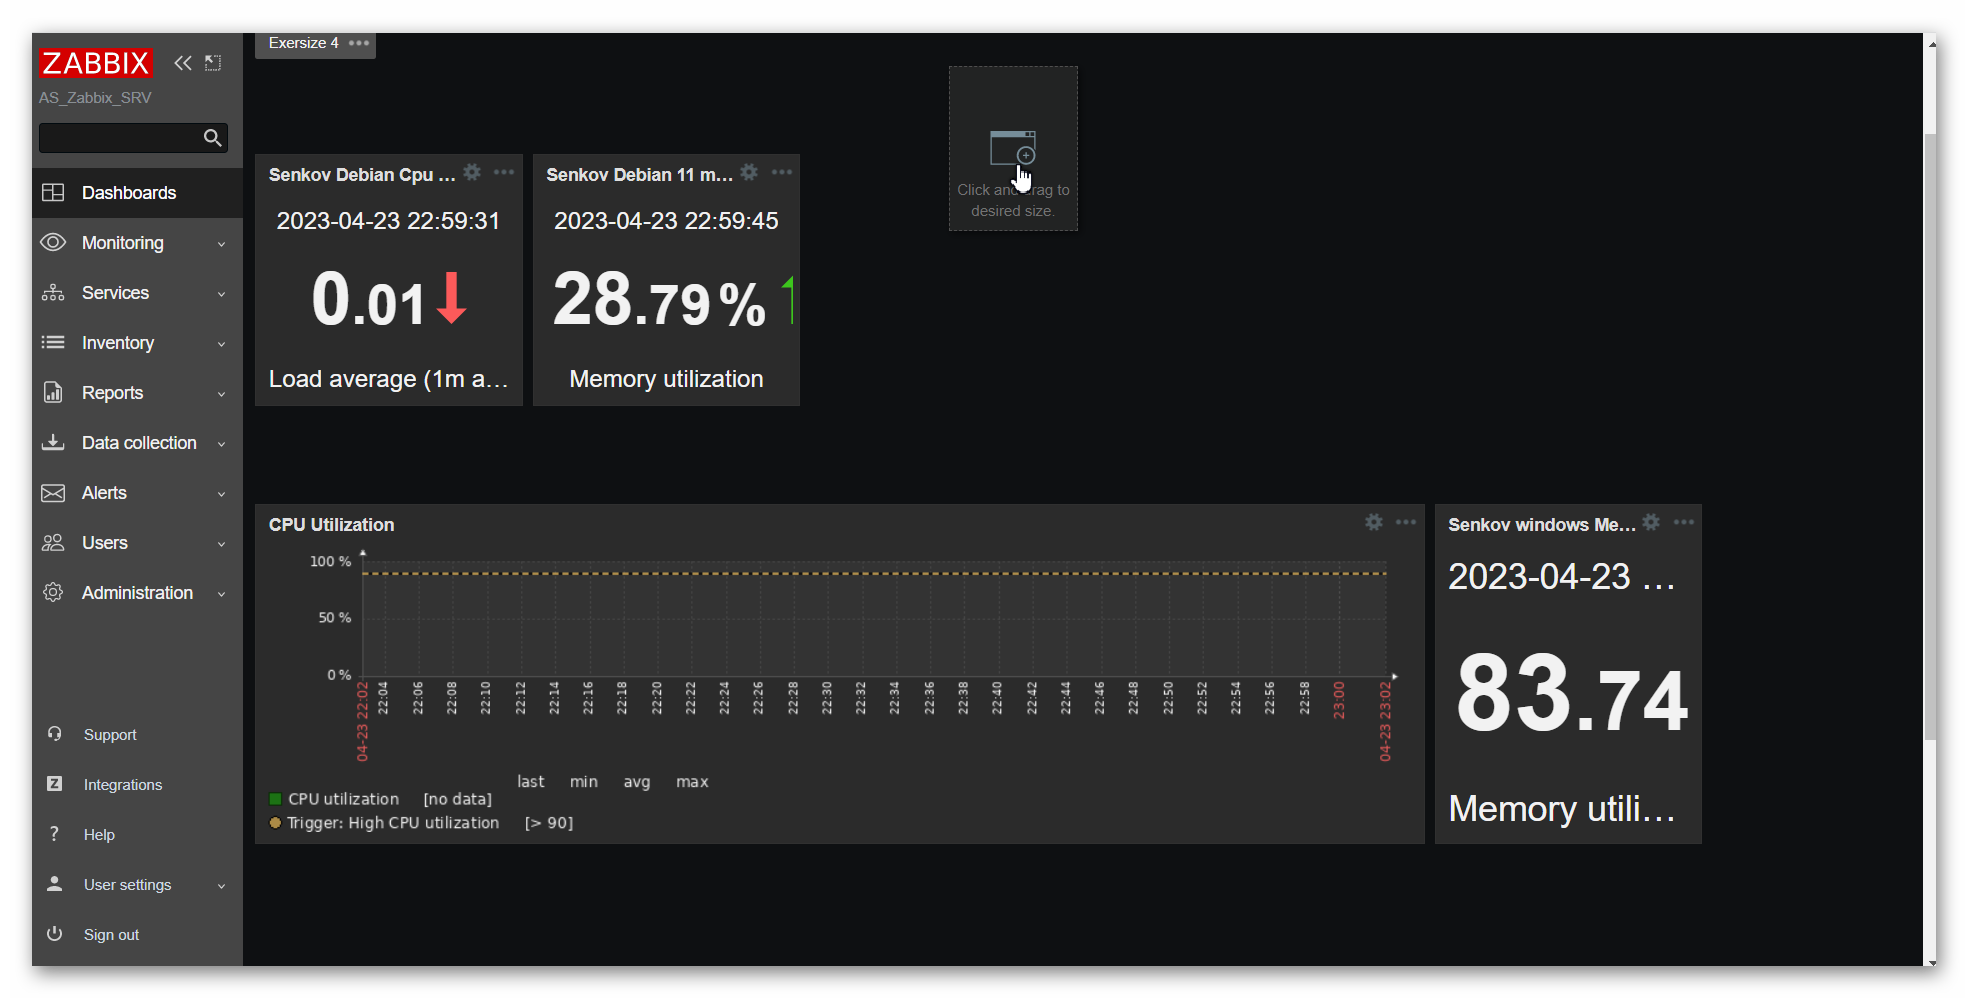 ZABBIX
AS_Zabbix_SRV
Dashboards
Monitoring
Services
Inventory
Reports
Data collection
Alerts
Users
Administration
Support
Z
Integrations
?
Help
User settings
Sign out
Exersize 4
Click and drag to
desired size.
Senkov Debian Cpu ...
2023-04-23 22:59:31
0.01
Load average (1m a...
Senkov Debian 11 m...
2023-04-23 22:59:45
28.79 %
Memory utilization
CPU Utilization
100 %
50 %
0 %
04-23 22:02 22:04 22:06 22:08 22:10 22:12 22:14 22:16 22:18 22:20 22:22 22:24 22:26 22:28 22:30 22:32 22:34 22:36 22:38 22:40 22:42 22:44 22:46 22:48 22:50 22:52 22:54 22:56 22:58 23:00 04-23 23:02
last min avg max
CPU utilization [no data]
Trigger: High CPU utilization [> 90]
Senkov windows Me...
2023-04-23 ...
83.74
Memory utili...